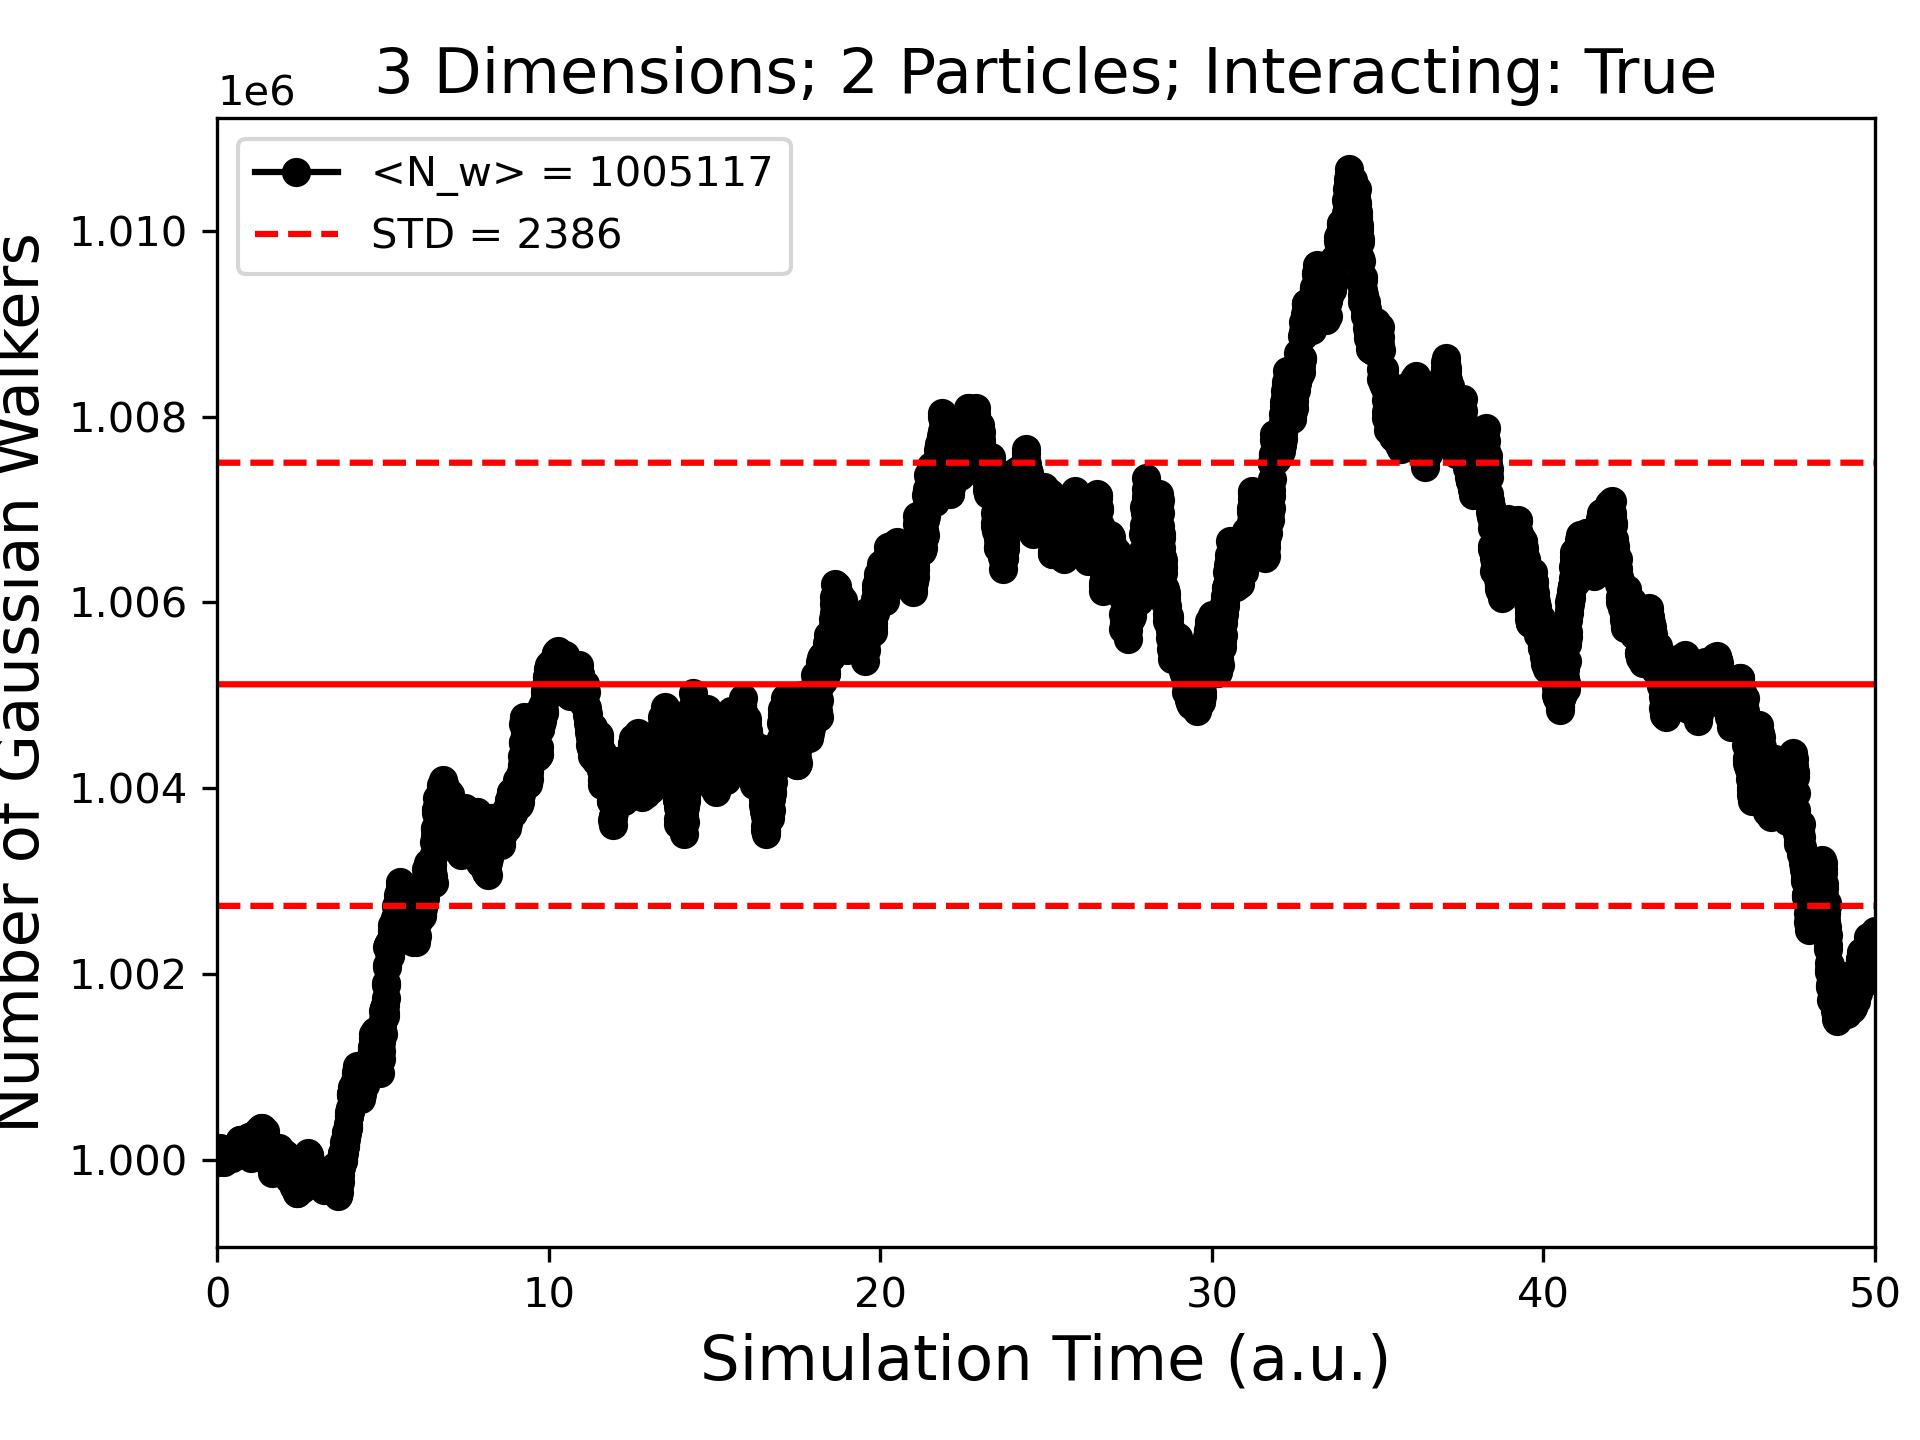 3 Dimensions; 2 Particles; Interacting: True
1e6
<N_w> = 1005117
STD = 2386
Number of Gaussian Walkers
1.010
1.008
1.006
1.004
1.002
1.000
0 10 20 30 40 50
Simulation Time (a.u.)